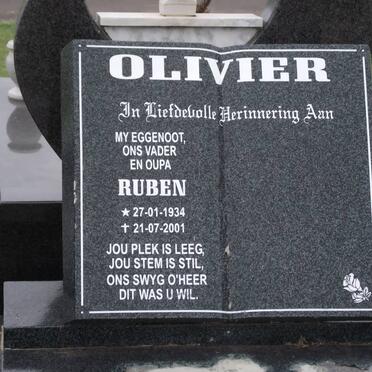 OLIVIER
In Liefdevolle Herinnering Aan
MY EGGENOOT,
ONS VADER
EN OUPA
RUBEN
★ 27-01-1934
✝ 21-07-2001
JOU PLEK IS LEEG,
JOU STEM IS STIL,
ONS SWYG O'HEER
DIT WAS U WIL.